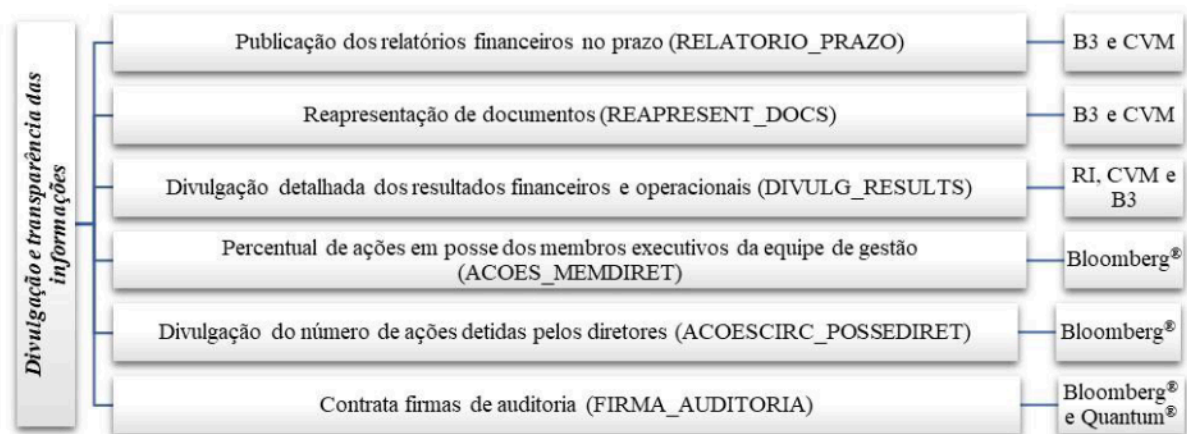 Divulgação e transparência das
informações
Publicação dos relatórios financeiros no prazo (RELATORIO_PRAZO)
B3 e CVM
Reapresentação de documentos (REAPRESENT_DOCS)
B3 e CVM
Divulgação detalhada dos resultados financeiros e operacionais (DIVULG_RESULTS)
RI, CVM e
B3
Percentual de ações em posse dos membros executivos da equipe de gestão
(ACOES_MEMDIRET)
Bloomberg®
Divulgação do número de ações detidas pelos diretores (ACOESCIRC_POSSEDIRET)
Bloomberg®
Contrata firmas de auditoria (FIRMA_AUDITORIA)
Bloomberg®
e Quantum®